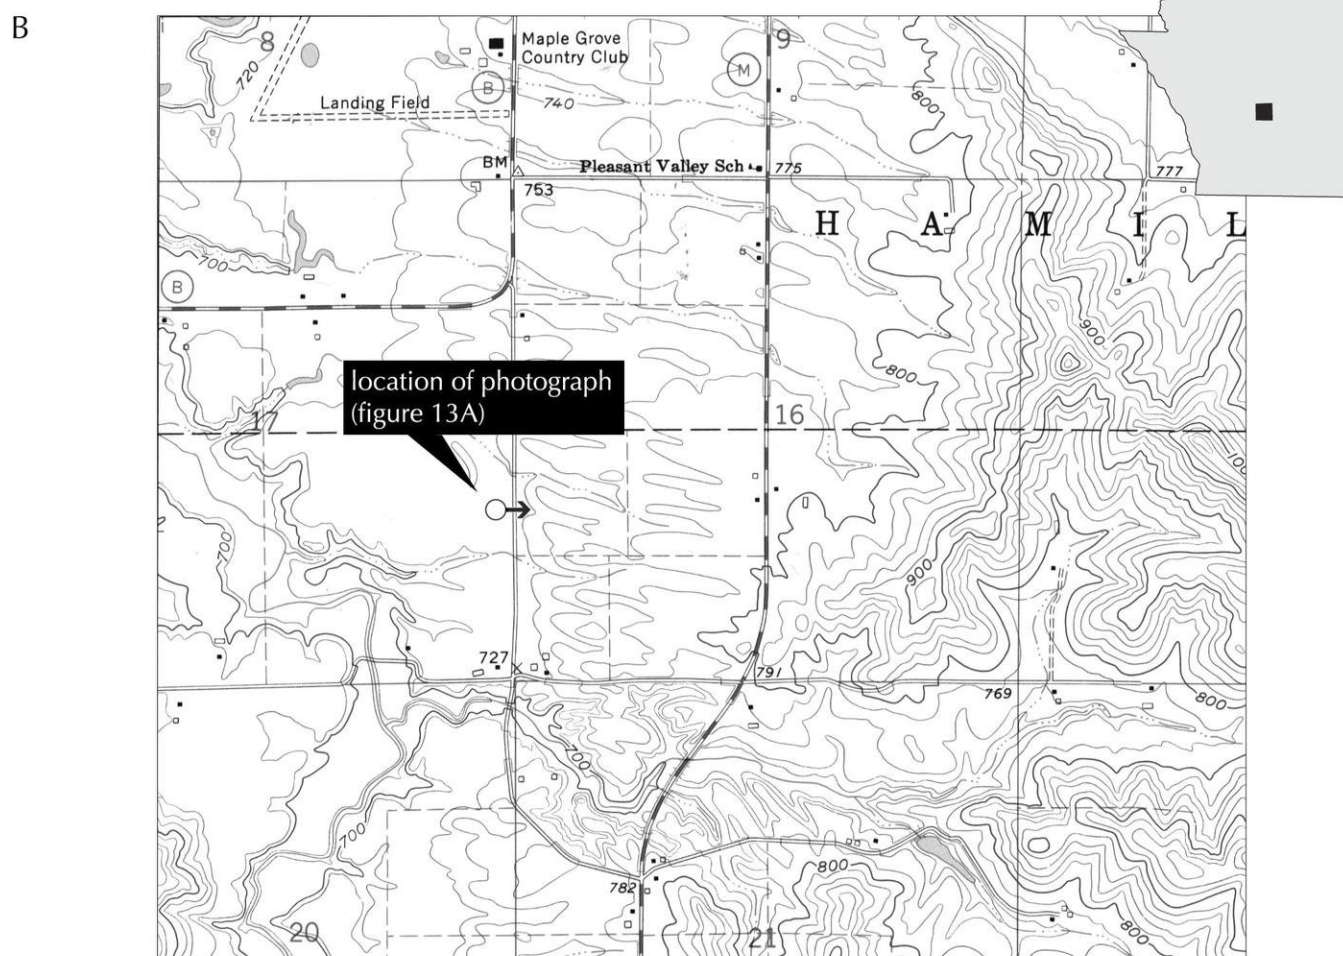 B
8
Maple Grove
Country Club
9
M
B
720
Landing Field
740
800
BM
Pleasant Valley Sch
775
777
753
H A M I L
700
B
900
800
location of photograph
(figure 13A)
17
16
700
900
727
791
769
800
700
700
800
782
800
20
21